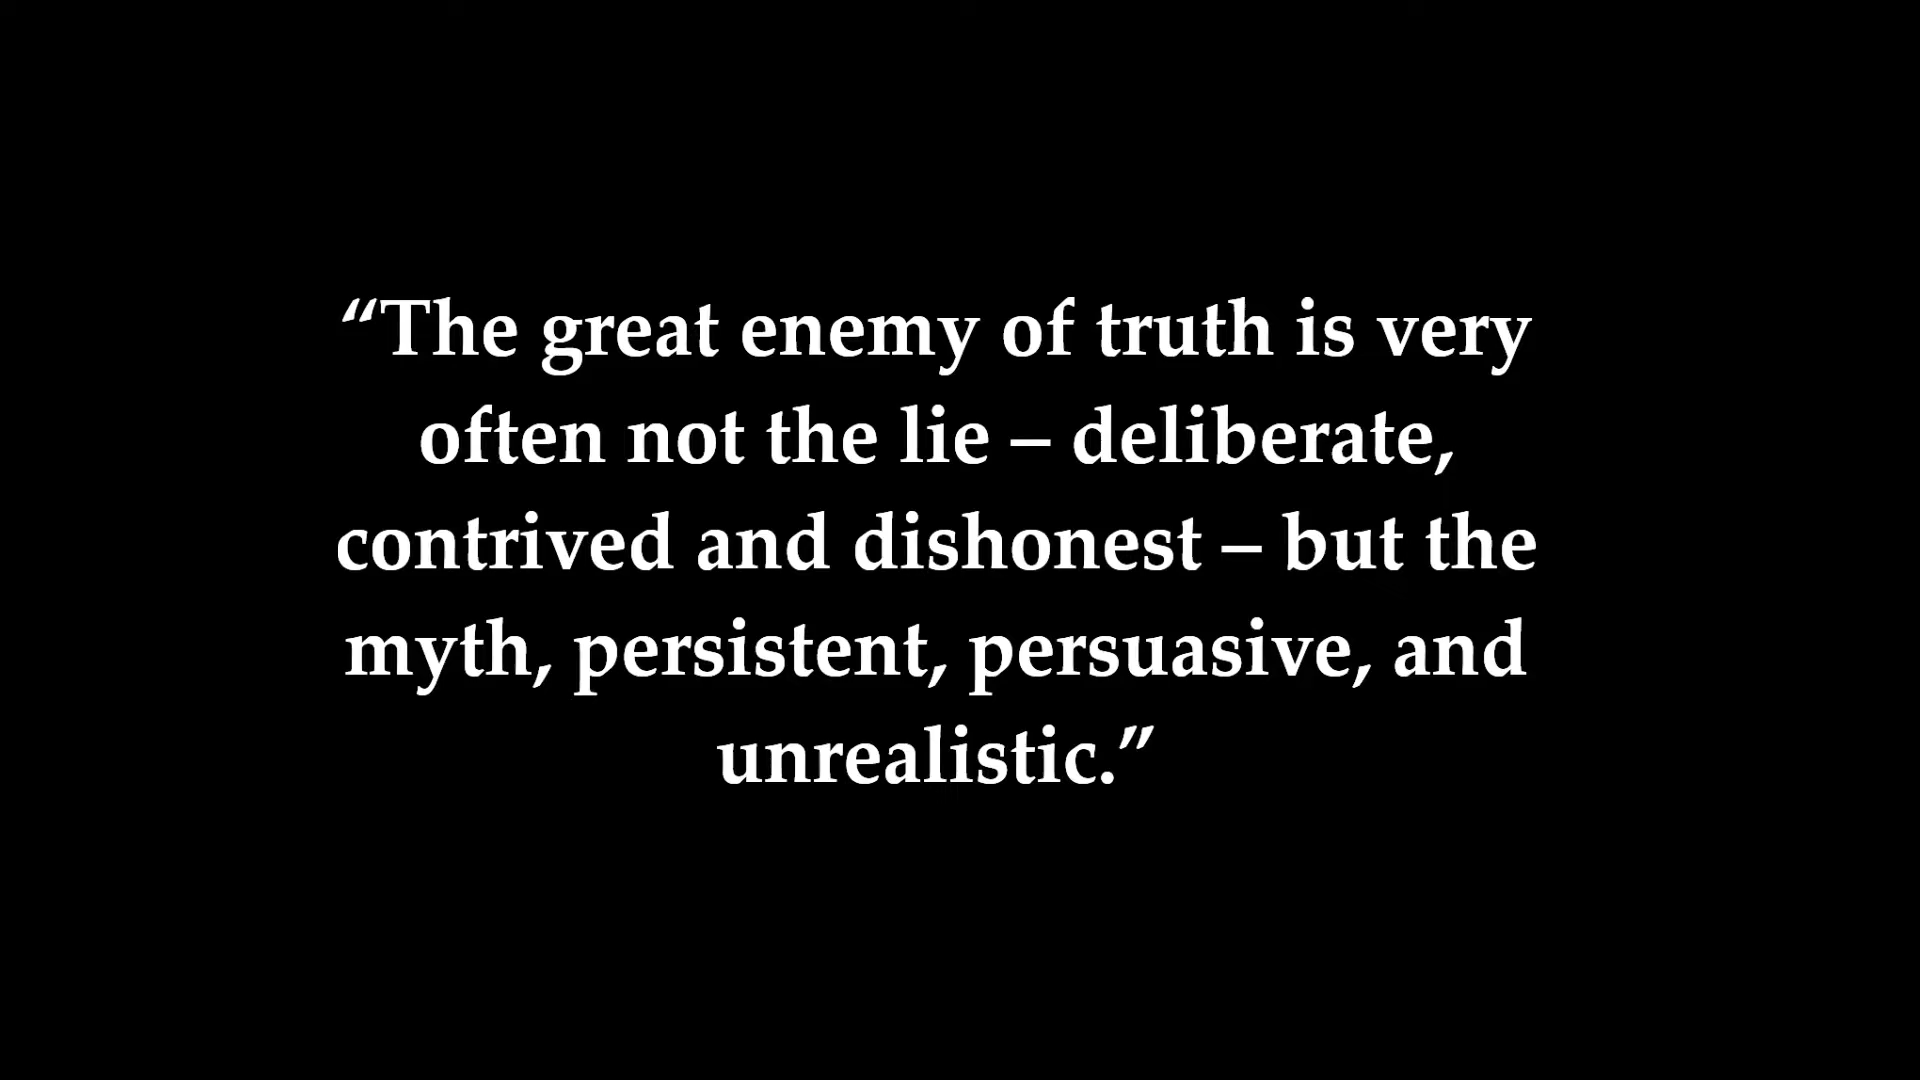 “The great enemy of truth is very
often not the lie – deliberate,
contrived and dishonest – but the
myth, persistent, persuasive, and
unrealistic.”